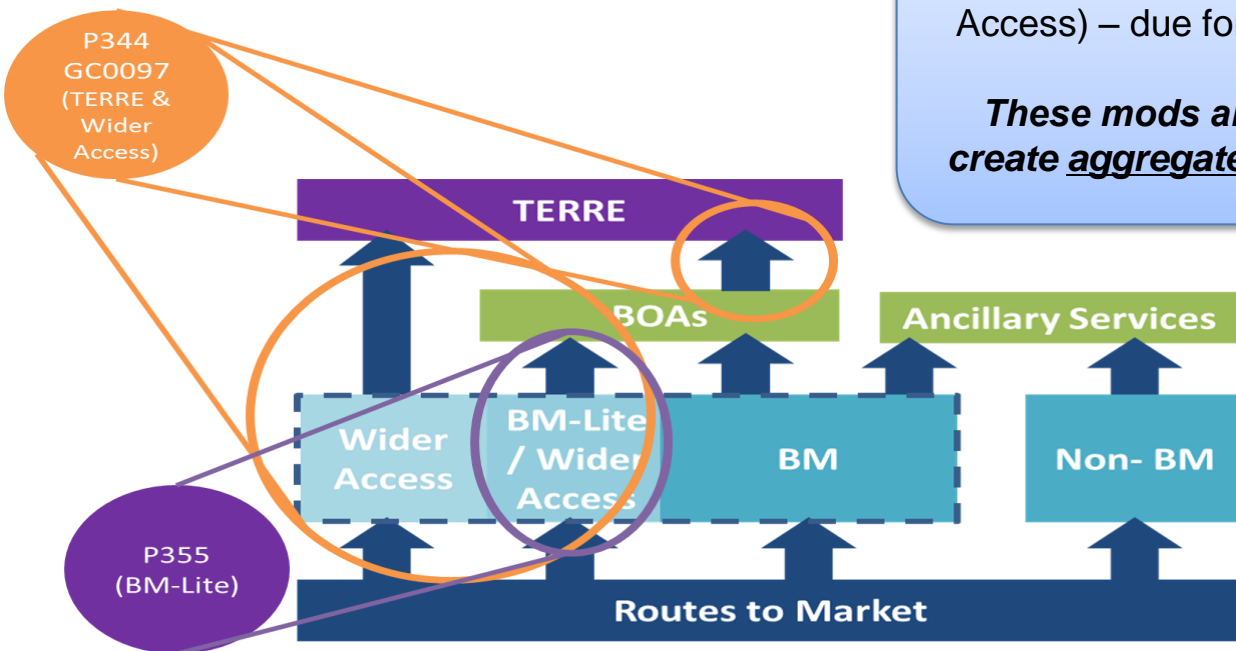 P344
GC0097
(TERRE &
Wider
Access)
Access) – due fo
These mods a
create aggregate
TERRE
BOAs
Ancillary Services
Wider
Access
BM-Lite
/ Wider
Access
BM
Non- BM
P355
(BM-Lite)
Routes to Market